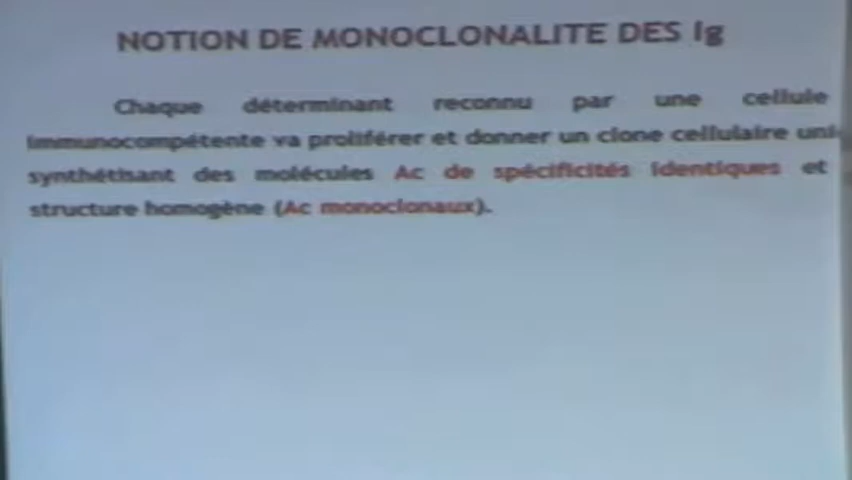 NOTION DE MONOCLONALITE DES Ig
Chaque déterminant reconnu par une cellule
immunocompétente va proliférer et donner un clone cellulaire uni
synthétisant des molécules Ac de spécificités identiques et
structure homogène (Ac monoclonaux).